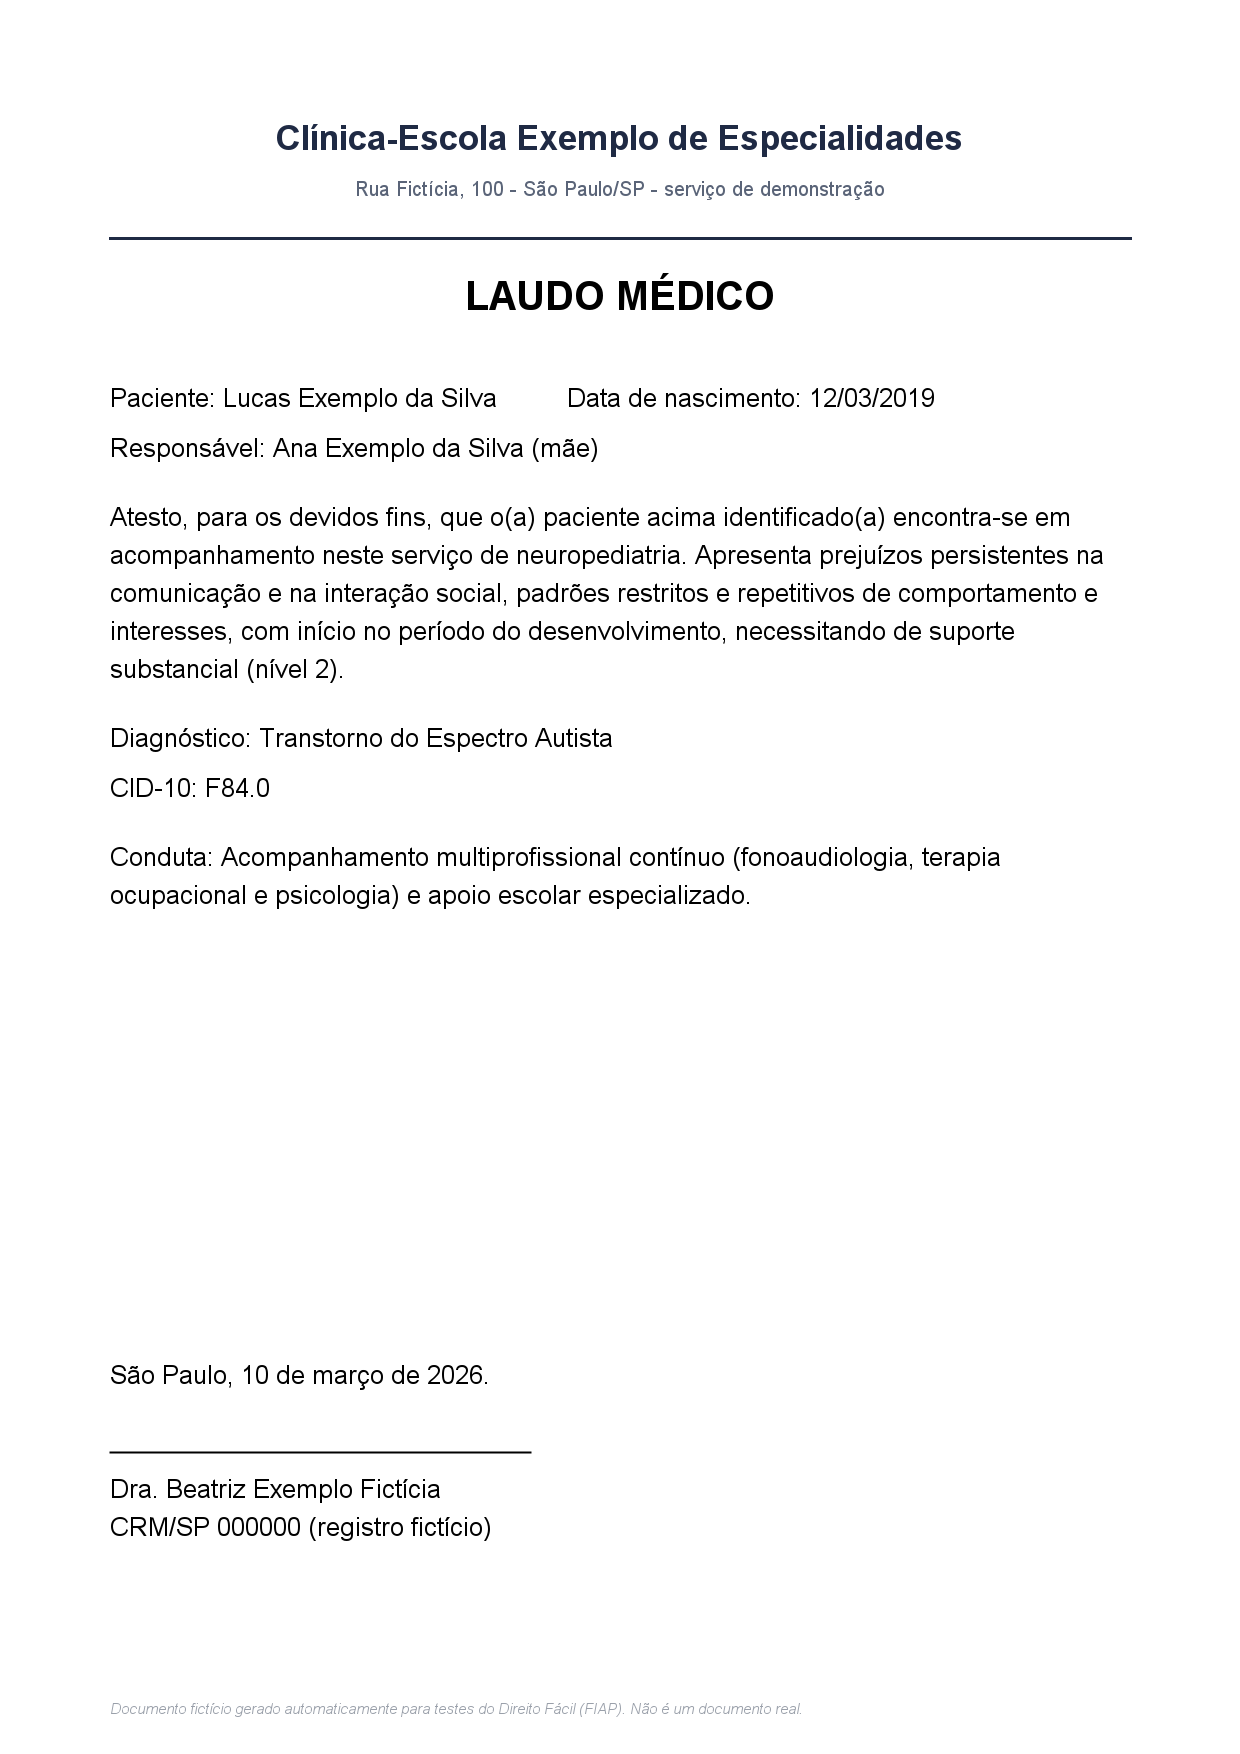 Clínica-Escola Exemplo de Especialidades
Rua Fictícia, 100 - São Paulo/SP - serviço de demonstração
LAUDO MÉDICO
Paciente: Lucas Exemplo da Silva Data de nascimento: 12/03/2019
Responsável: Ana Exemplo da Silva (mãe)
Atesto, para os devidos fins, que o(a) paciente acima identificado(a) encontra-se em
acompanhamento neste serviço de neuropediatria. Apresenta prejuízos persistentes na
comunicação e na interação social, padrões restritos e repetitivos de comportamento e
interesses, com início no período do desenvolvimento, necessitando de suporte
substancial (nível 2).
Diagnóstico: Transtorno do Espectro Autista
CID-10: F84.0
Conduta: Acompanhamento multiprofissional contínuo (fonoaudiologia, terapia
ocupacional e psicologia) e apoio escolar especializado.
São Paulo, 10 de março de 2026.
Dra. Beatriz Exemplo Fictícia
CRM/SP 000000 (registro fictício)
Documento fictício gerado automaticamente para testes do Direito Fácil (FIAP). Não é um documento real.